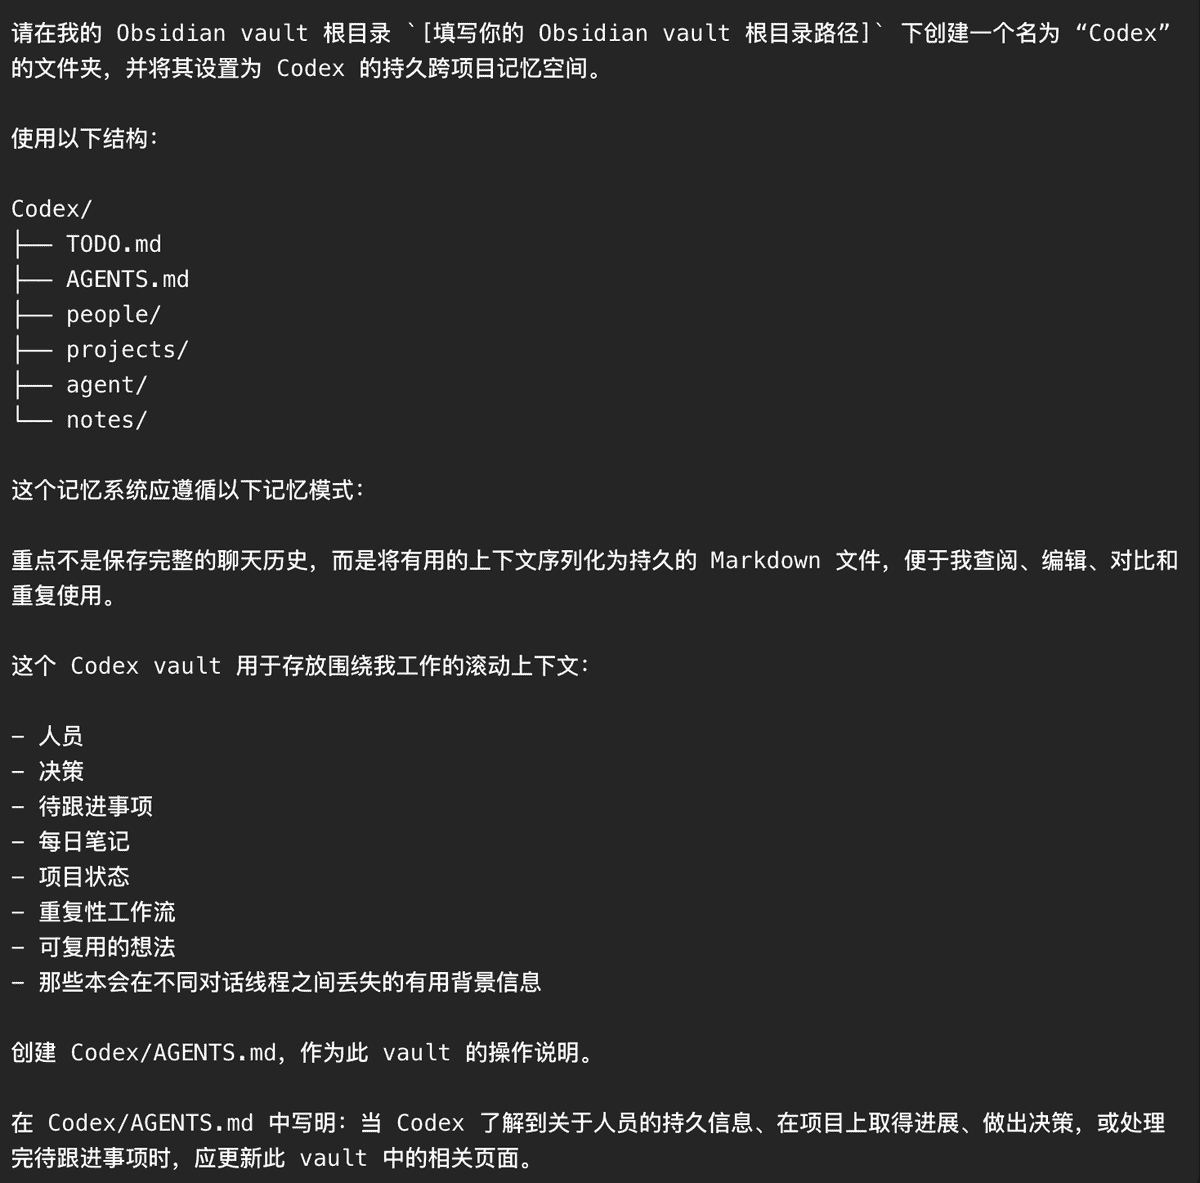 请在我的 Obsidian vault 根目录 `[填写你的 Obsidian vault 根目录路径]` 下创建一个名为 “Codex”
的文件夹，并将其设置为 Codex 的持久跨项目记忆空间。
使用以下结构：
Codex/
├── TODO.md
├── AGENTS.md
├── people/
├── projects/
├── agent/
└── notes/
这个记忆系统应遵循以下记忆模式：
重点不是保存完整的聊天历史，而是将有用的上下文序列化为持久的 Markdown 文件，便于我查阅、编辑、对比和
重复使用。
这个 Codex vault 用于存放围绕我工作的滚动上下文：
- 人员
- 决策
- 待跟进事项
- 每日笔记
- 项目状态
- 重复性工作流
- 可复用的想法
- 那些本会在不同对话线程之间丢失的有用背景信息
创建 Codex/AGENTS.md，作为此 vault 的操作说明。
在 Codex/AGENTS.md 中写明：当 Codex 了解到关于人员的持久信息、在项目上取得进展、做出决策，或处理
完待跟进事项时，应更新此 vault 中的相关页面。